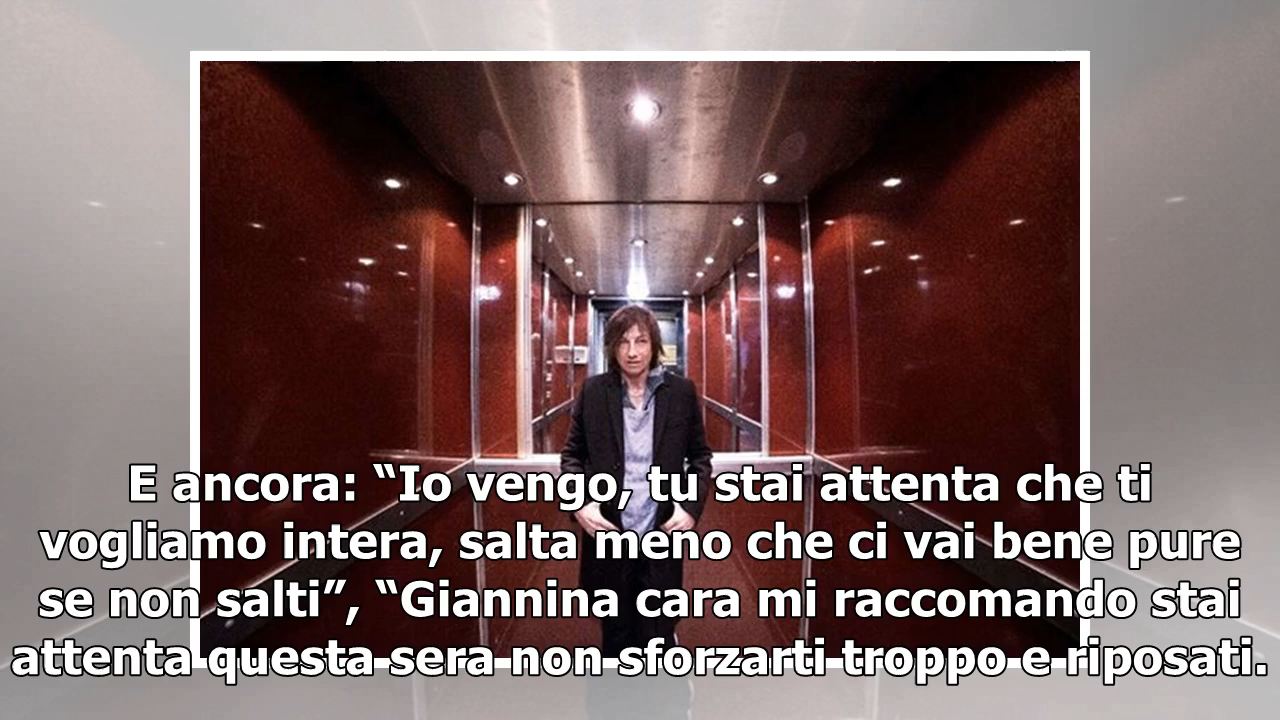 E ancora: “Io vengo, tu stai attenta che ti
vogliamo intera, salta meno che ci vai bene pure
se non salti”, “Giannina cara mi raccomando stai
attenta questa sera non sforzarti troppo e riposati.